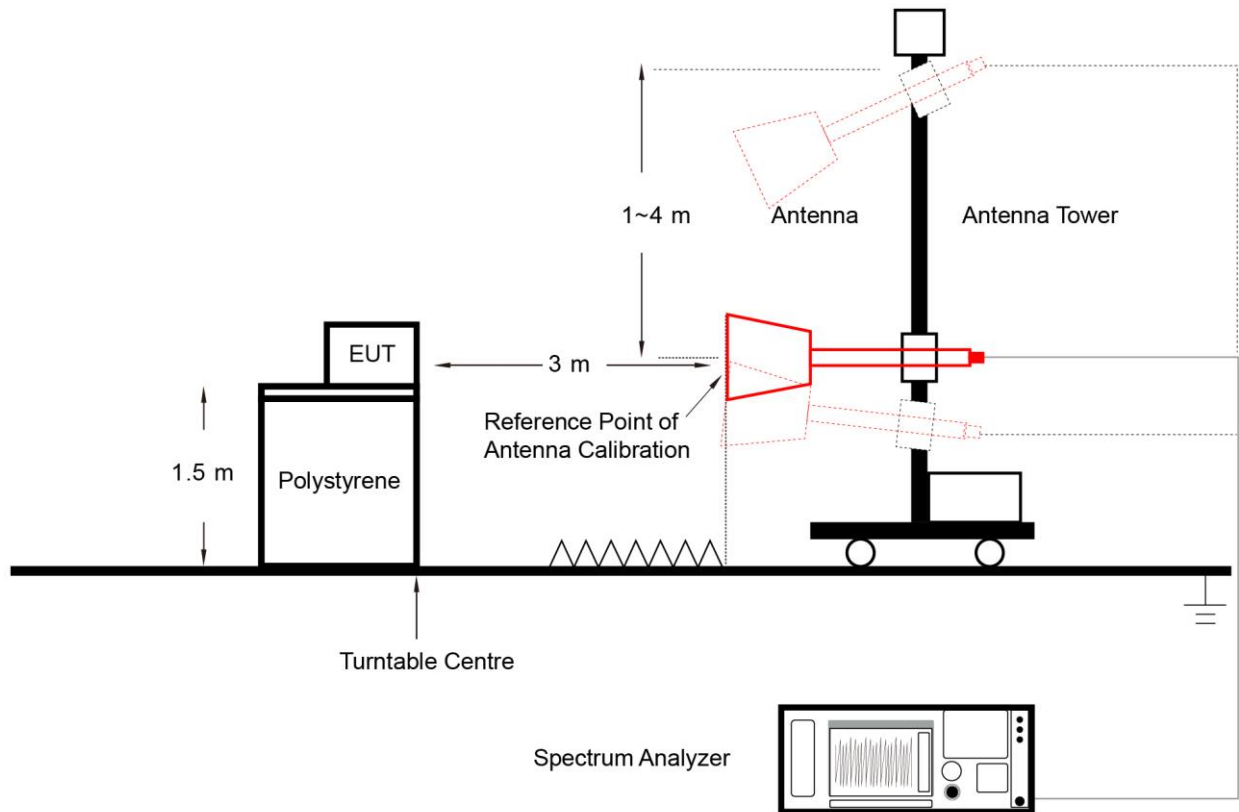 1~4 m
Antenna
Antenna Tower
EUT
3 m
Reference Point of
Antenna Calibration
1.5 m
Polystyrene
Turntable Centre
Spectrum Analyzer